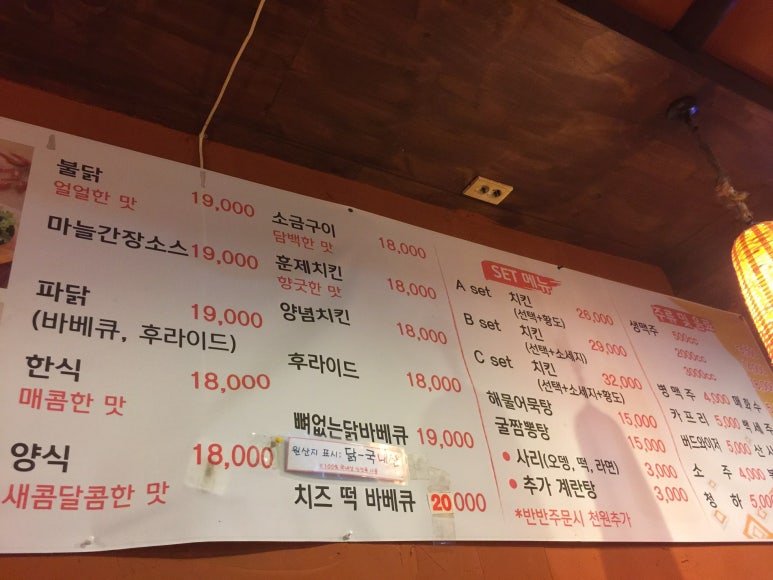 불닭 19,000
얼얼한 맛
마늘간장소스 19,000
파닭 19,000
(바베큐, 후라이드)
한식 18,000
매콤한 맛
양식 18,000
새콤달콤한 맛
소금구이 18,000
담백한 맛
훈제치킨 18,000
향긋한 맛
양념치킨 18,000
후라이드 18,000
뼈없는닭바베큐 19,000
원산지 표시: 닭-국내산
치즈 떡 바베큐 20000
SET 메뉴
A set 치킨 26,000
(선택+황도)
B set 치킨 29,000
(선택+소세지)
C set 치킨 32,000
(선택+소세지+황도)
해물어묵탕 15,000
굴짬뽕탕 15,000
• 사리(오뎅, 떡, 라면) 3,000
• 추가 계란탕 3,000
*반반주문시 천원추가
주류 및
생맥주 500cc
2000cc
3000cc
병맥주 4,000 매화수
카프리 5,000
버드와이저 5,000
소주 4,000
청하 5,000